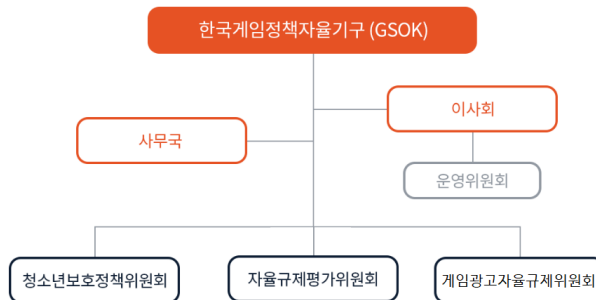 한국게임정책자율기구 (GSOK)
이사회
사무국
운영위원회
청소년보호정책위원회
자율규제평가위원회
게임광고자율규제위원회